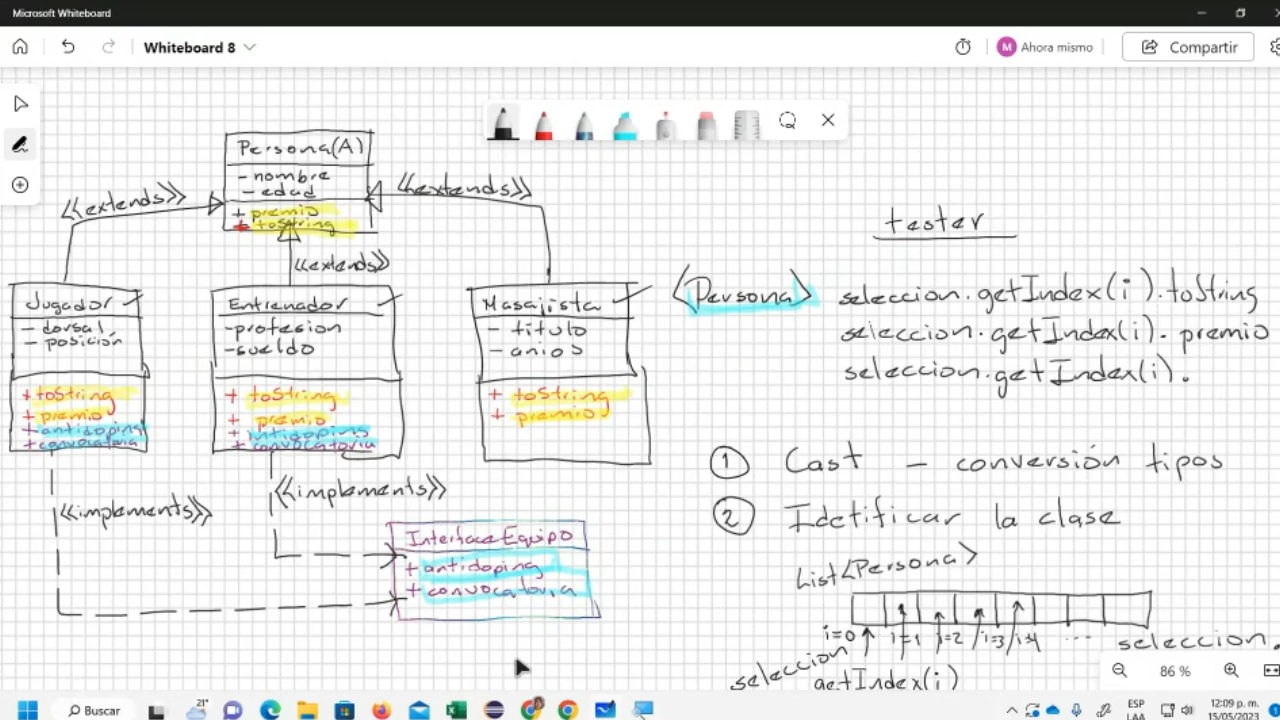 Microsoft Whiteboard
Whiteboard 8
M Ahora mismo
Compartir
Persona(A)
- nombre
- edad
+ premio
+ toString
<<extends>>
<<extends>>
<<extends>>
Jugador
- dorsal
- posición
+ toString
+ premio
+ antidoping
+ convocatoria
Entrenador
-profesion
-sueldo
+ toString
+ premio
+ antidoping
+ convocatoria
Masajista
- titulo
- anios
+ toString
+ premio
<<implements>>
<<implements>>
InterfaceEquipo
+ antidoping
+ convocatoria
tester
<Persona>
seleccion.getIndex(i).toString
seleccion.getIndex(i).premio
seleccion.getIndex(i).
1 Cast - conversión tipos
2 Idetificar la clase
List<Persona>
i=0 i=1 i=2 i=3 i=4 ...
seleccion.
seleccion
getIndex(i)
86 %
21°
Buscar
ESP
LAA
12:09 p. m.
15/05/2023